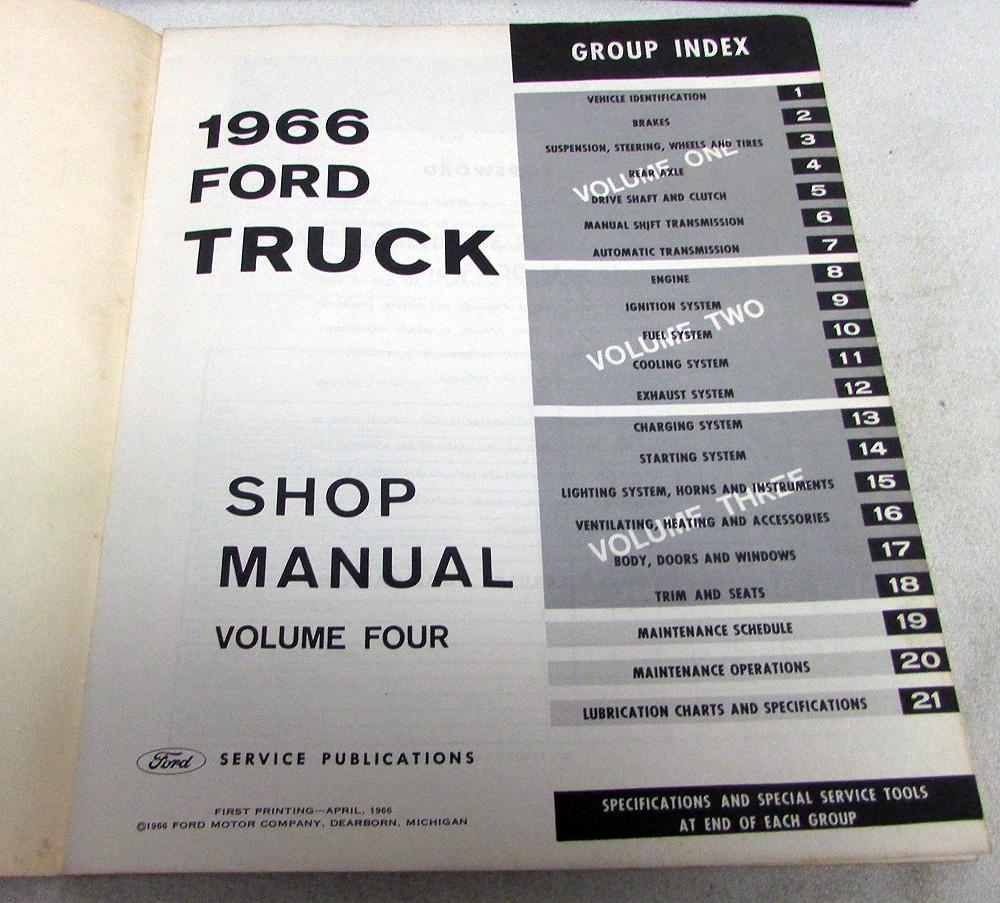 1966
FORD
TRUCK
SHOP
MANUAL
VOLUME FOUR
Ford SERVICE PUBLICATIONS
FIRST PRINTING—APRIL, 1966
©1966 FORD MOTOR COMPANY, DEARBORN, MICHIGAN
GROUP INDEX
VEHICLE IDENTIFICATION 1
BRAKES 2
SUSPENSION, STEERING, WHEELS AND TIRES 3
REAR AXLE 4
DRIVE SHAFT AND CLUTCH 5
MANUAL SHIFT TRANSMISSION 6
AUTOMATIC TRANSMISSION 7
VOLUME ONE
ENGINE 8
IGNITION SYSTEM 9
FUEL SYSTEM 10
COOLING SYSTEM 11
EXHAUST SYSTEM 12
VOLUME TWO
CHARGING SYSTEM 13
STARTING SYSTEM 14
LIGHTING SYSTEM, HORNS AND INSTRUMENTS 15
VENTILATING, HEATING AND ACCESSORIES 16
BODY, DOORS AND WINDOWS 17
TRIM AND SEATS 18
VOLUME THREE
MAINTENANCE SCHEDULE 19
MAINTENANCE OPERATIONS 20
LUBRICATION CHARTS AND SPECIFICATIONS 21
SPECIFICATIONS AND SPECIAL SERVICE TOOLS
AT END OF EACH GROUP